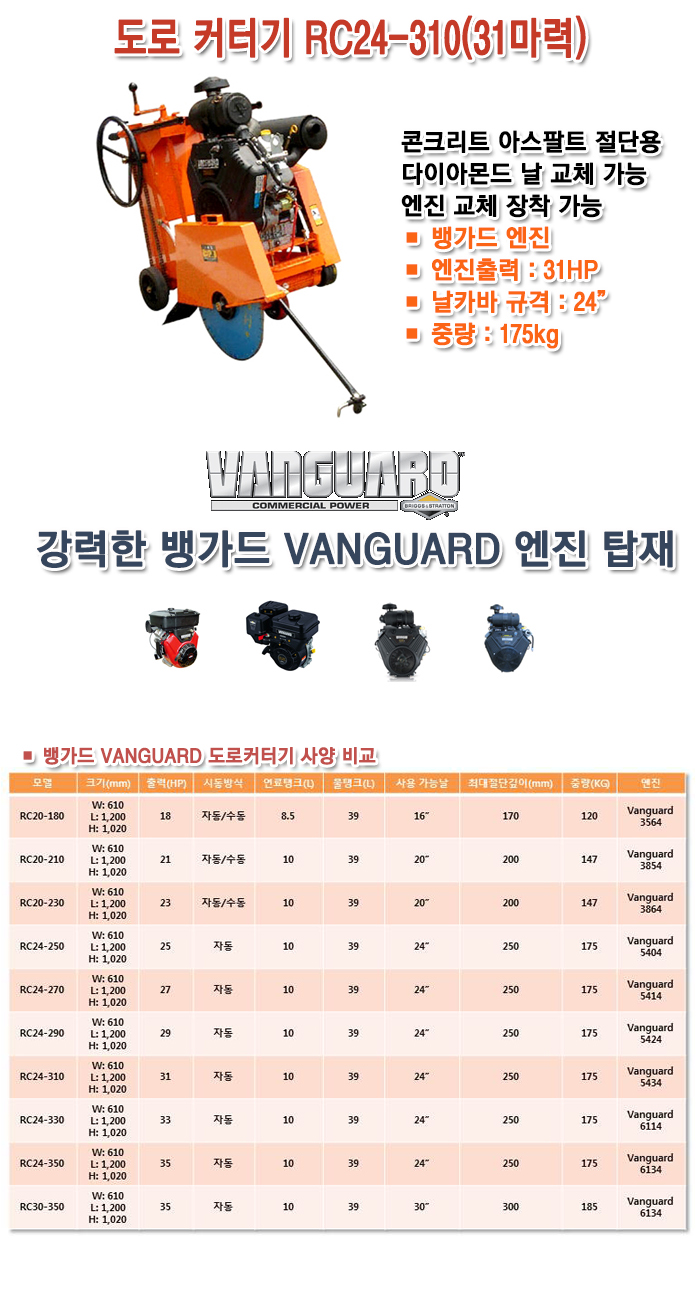 도로 커터기 RC24-310(31마력)
콘크리트 아스팔트 절단용
다이아몬드 날 교체 가능
엔진 교체 장착 가능
■ 뱅가드 엔진
■ 엔진출력 : 31HP
■ 날카바 규격 : 24”
■ 중량 : 175kg
VANGUARD
COMMERCIAL POWER
BRIGGS & STRATTON
강력한 뱅가드 VANGUARD 엔진 탑재
■ 뱅가드 VANGUARD 도로커터기 사양 비교
모델 크기(mm) 출력(HP) 시동방식 연료탱크(L) 물탱크(L) 사용 가능날 최대절단깊이(mm) 중량(KG) 엔진
RC20-180 W: 610 L: 1,200 H: 1,020 18 자동/수동 8.5 39 16˝ 170 120 Vanguard 3564
RC20-210 W: 610 L: 1,200 H: 1,020 21 자동/수동 10 39 20˝ 200 147 Vanguard 3854
RC20-230 W: 610 L: 1,200 H: 1,020 23 자동/수동 10 39 20˝ 200 147 Vanguard 3864
RC24-250 W: 610 L: 1,200 H: 1,020 25 자동 10 39 24˝ 250 175 Vanguard 5404
RC24-270 W: 610 L: 1,200 H: 1,020 27 자동 10 39 24˝ 250 175 Vanguard 5414
RC24-290 W: 610 L: 1,200 H: 1,020 29 자동 10 39 24˝ 250 175 Vanguard 5424
RC24-310 W: 610 L: 1,200 H: 1,020 31 자동 10 39 24˝ 250 175 Vanguard 5434
RC24-330 W: 610 L: 1,200 H: 1,020 33 자동 10 39 24˝ 250 175 Vanguard 6114
RC24-350 W: 610 L: 1,200 H: 1,020 35 자동 10 39 24˝ 250 175 Vanguard 6134
RC30-350 W: 610 L: 1,200 H: 1,020 35 자동 10 39 30˝ 300 185 Vanguard 6134